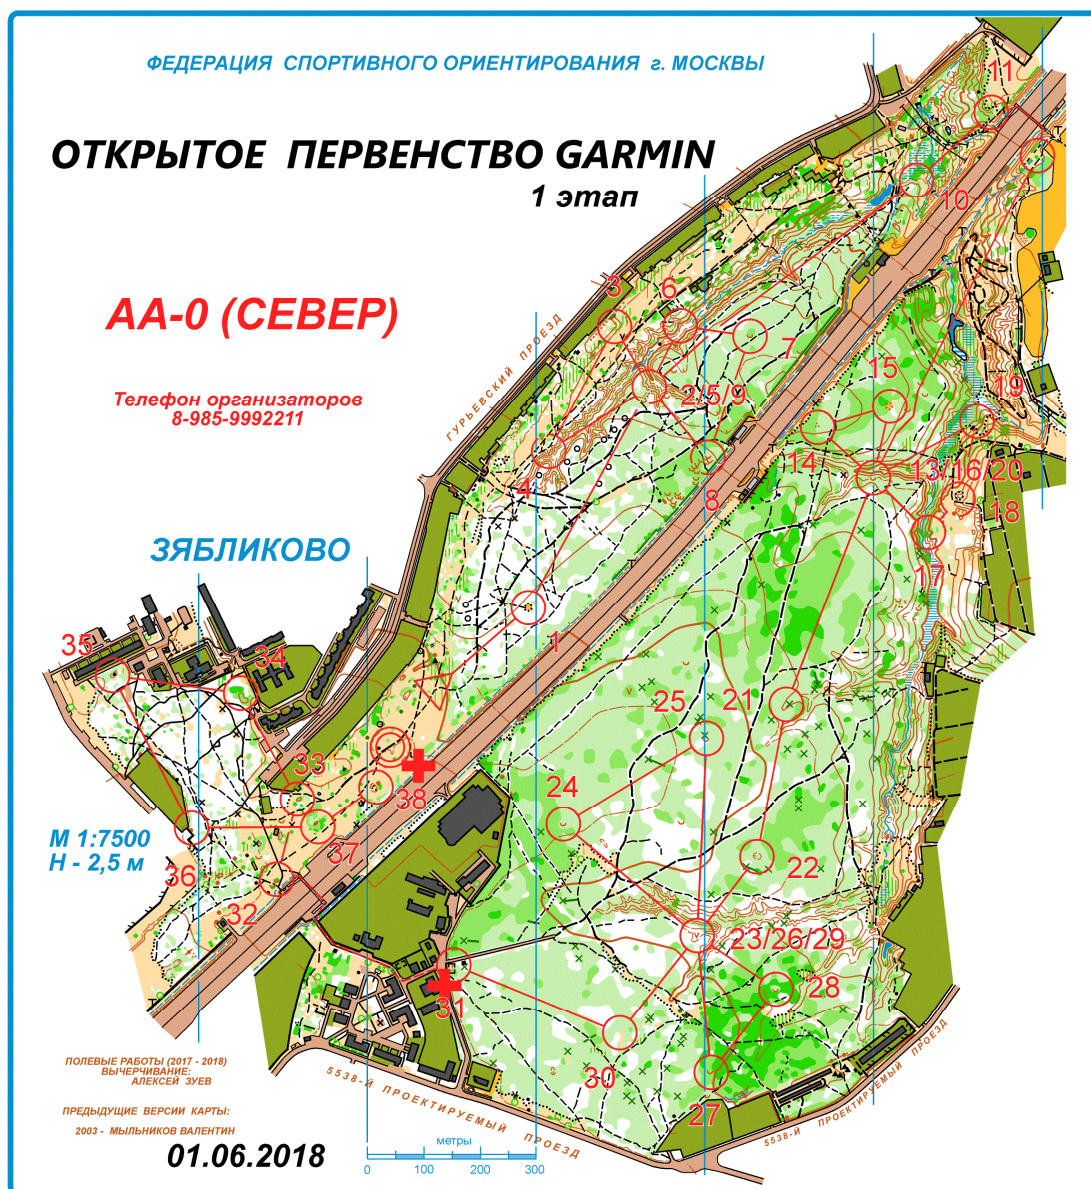 ФЕДЕРАЦИЯ СПОРТИВНОГО ОРИЕНТИРОВАНИЯ г. МОСКВЫ
ОТКРЫТОЕ ПЕРВЕНСТВО GARMIN
1 этап
АА-0 (СЕВЕР)
Телефон организаторов
8-985-9992211
ГУРЬЕВСКИЙ ПРОЕЗД
11
10
3
6
7
2/5/9
15
19
4
8
14
13/16/20
18
17
ЗЯБЛИКОВО
1
35
34
25
21
33
38
24
М 1:7500
Н - 2,5 м
37
36
22
32
23/26/29
28
31
30
27
ПОЛЕВЫЕ РАБОТЫ (2017 - 2018)
ВЫЧЕРЧИВАНИЕ:
АЛЕКСЕЙ ЗУЕВ
5538-Й ПРОЕКТИРУЕМЫЙ ПРОЕЗД
5538-Й ПРОЕКТИРУЕМЫЙ ПРОЕЗД
ПРЕДЫДУЩИЕ ВЕРСИИ КАРТЫ:
2003 - МЫЛЬНИКОВ ВАЛЕНТИН
01.06.2018
метры
0 100 200 300